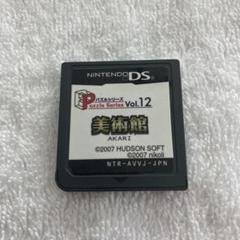 NINTENDO DS
パズルシリーズ
Puzzle Series Vol.12
美術館
AKARI
©2007 HUDSON SOFT
©2007 nikoli
NTR-AVVJ-JPN